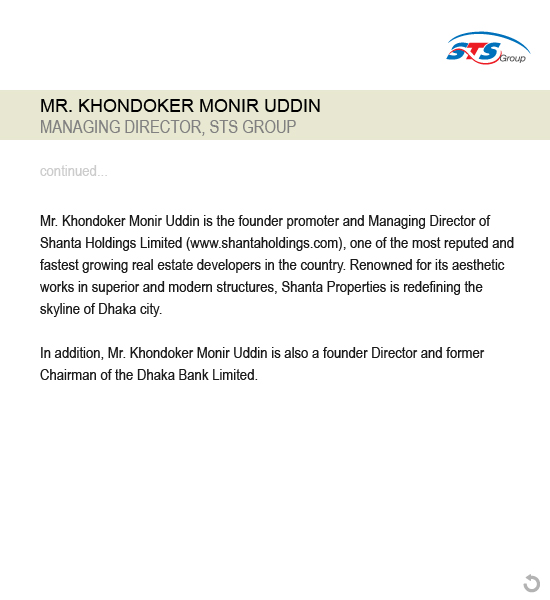 STS Group
MR. KHONDOKER MONIR UDDIN
MANAGING DIRECTOR, STS GROUP
continued...
Mr. Khondoker Monir Uddin is the founder promoter and Managing Director of
Shanta Holdings Limited (www.shantaholdings.com), one of the most reputed and
fastest growing real estate developers in the country. Renowned for its aesthetic
works in superior and modern structures, Shanta Properties is redefining the
skyline of Dhaka city.
In addition, Mr. Khondoker Monir Uddin is also a founder Director and former
Chairman of the Dhaka Bank Limited.